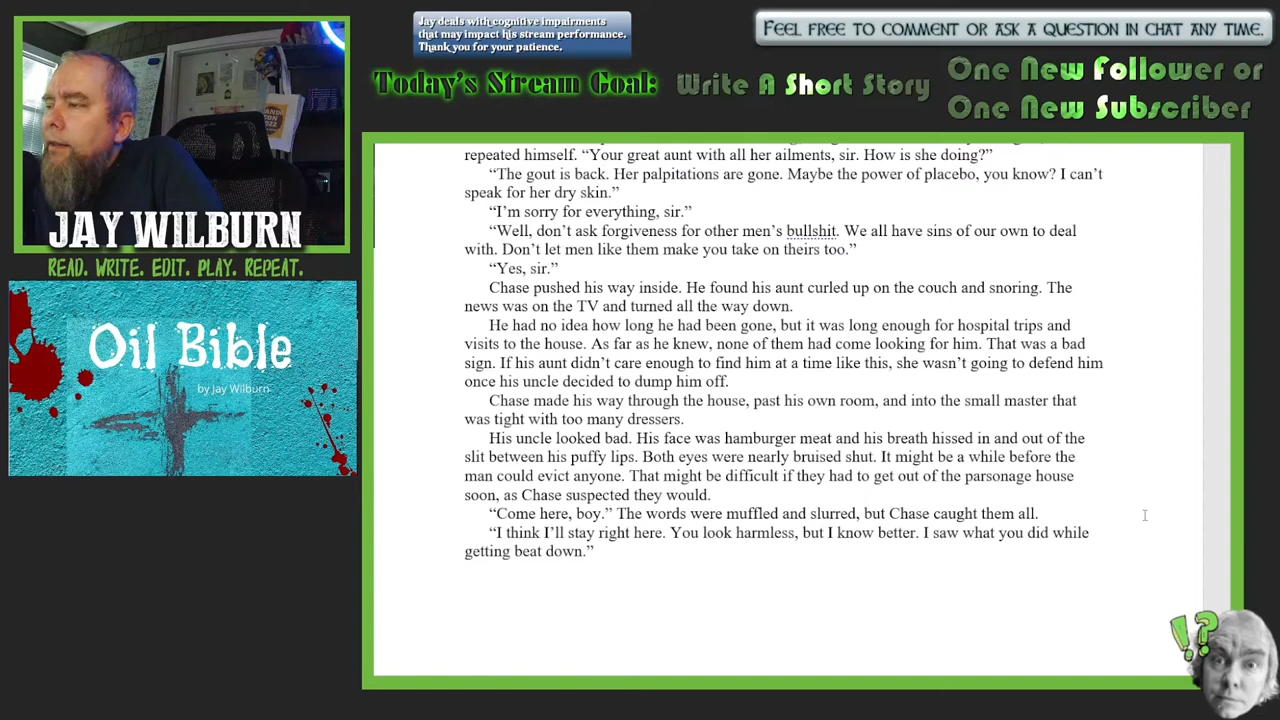 Jay deals with cognitive impairments
that may impact his stream performance.
Thank you for your patience.
FEEL FREE TO COMMENT OR ASK A QUESTION IN CHAT ANY TIME.
Today's Stream Goal:
Write A Short Story
One New Follower or
One New Subscriber
JAY WILBURN
READ. WRITE. EDIT. PLAY. REPEAT.
Oil Bible
by Jay Wilburn
repeated himself. “Your great aunt with all her ailments, sir. How is she doing?”
“The gout is back. Her palpitations are gone. Maybe the power of placebo, you know? I can’t
speak for her dry skin.”
“I’m sorry for everything, sir.”
“Well, don’t ask forgiveness for other men’s bullshit. We all have sins of our own to deal
with. Don’t let men like them make you take on theirs too.”
“Yes, sir.”
Chase pushed his way inside. He found his aunt curled up on the couch and snoring. The
news was on the TV and turned all the way down.
He had no idea how long he had been gone, but it was long enough for hospital trips and
visits to the house. As far as he knew, none of them had come looking for him. That was a bad
sign. If his aunt didn’t care enough to find him at a time like this, she wasn’t going to defend him
once his uncle decided to dump him off.
Chase made his way through the house, past his own room, and into the small master that
was tight with too many dressers.
His uncle looked bad. His face was hamburger meat and his breath hissed in and out of the
slit between his puffy lips. Both eyes were nearly bruised shut. It might be a while before the
man could evict anyone. That might be difficult if they had to get out of the parsonage house
soon, as Chase suspected they would.
“Come here, boy.” The words were muffled and slurred, but Chase caught them all.
“I think I’ll stay right here. You look harmless, but I know better. I saw what you did while
getting beat down.”
!?